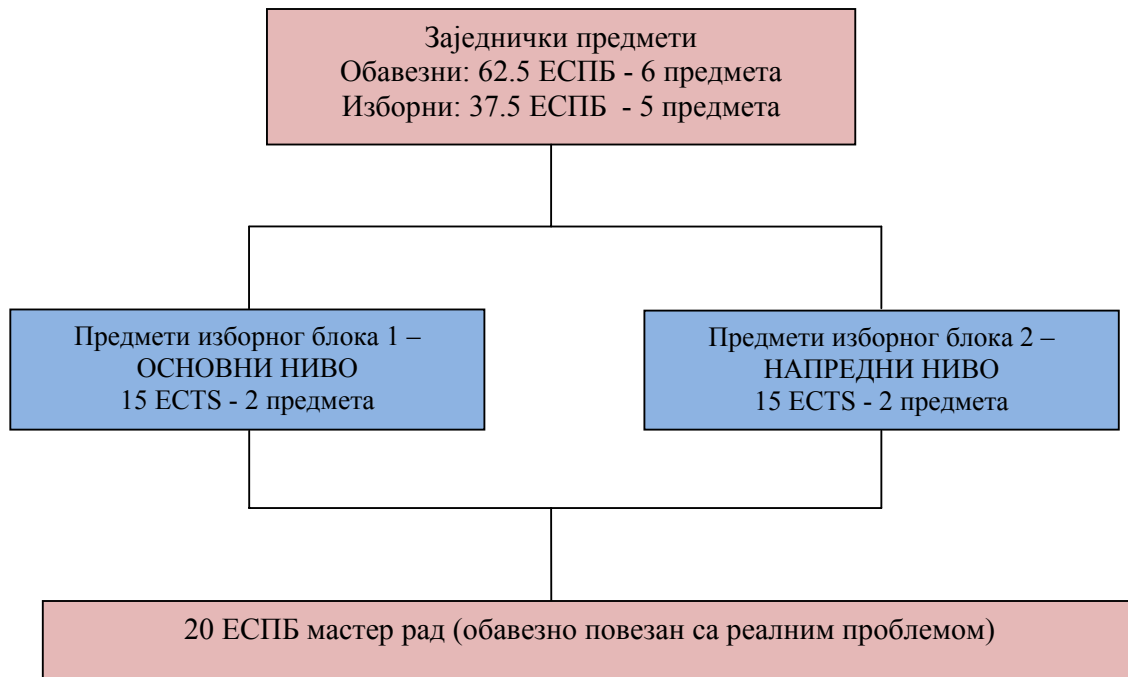 Заједнички предмети
Обавезни: 62.5 ЕСПБ - 6 предмета
Изборни: 37.5 ЕСПБ - 5 предмета
Предмети изборног блока 1 –
ОСНОВНИ НИВО
15 ECTS - 2 предмета
Предмети изборног блока 2 –
НАПРЕДНИ НИВО
15 ECTS - 2 предмета
20 ЕСПБ мастер рад (обавезно повезан са реалним проблемом)